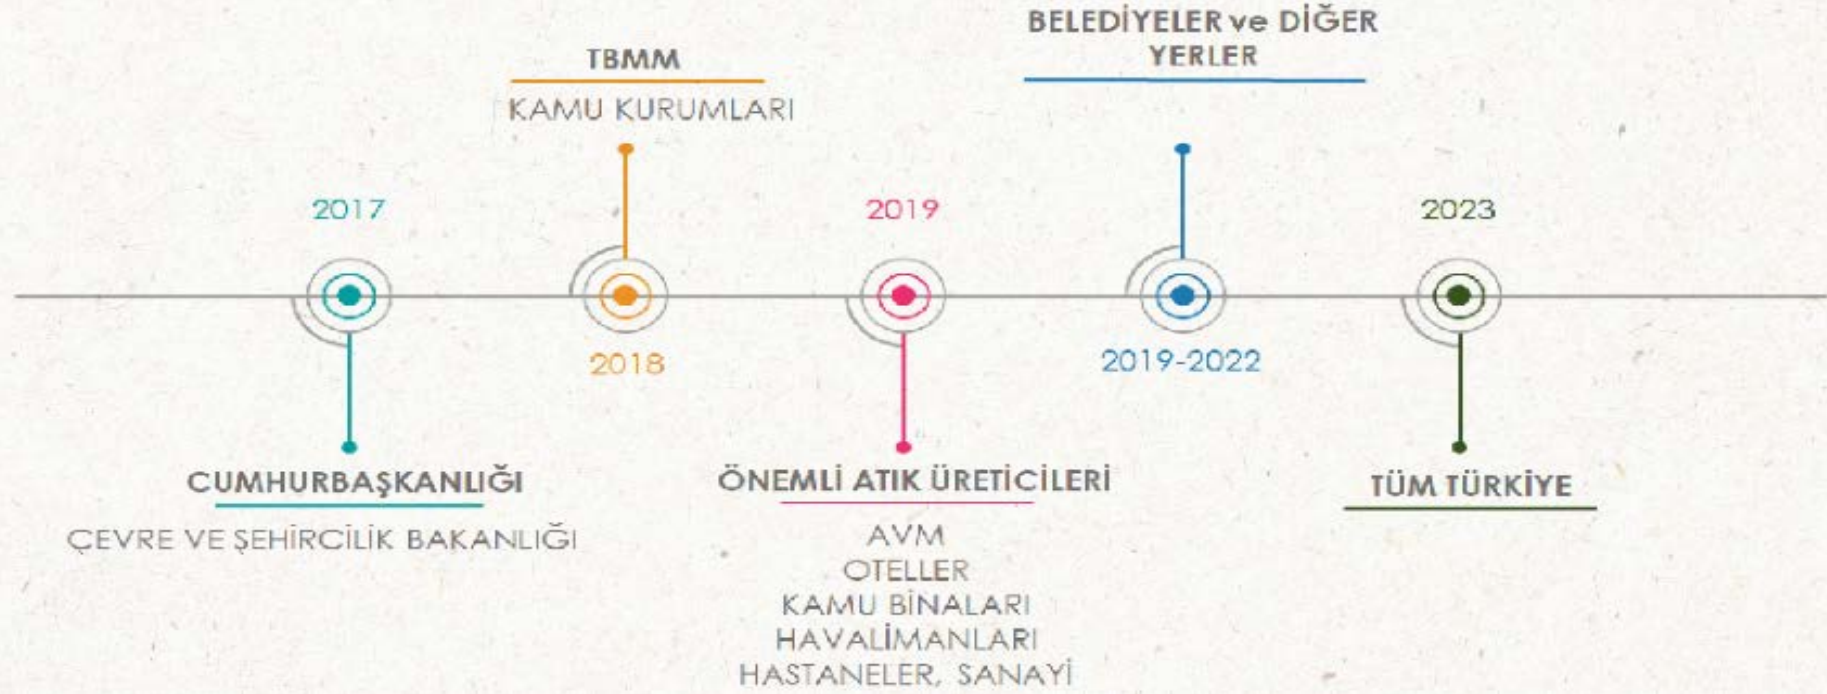 2017
CUMHURBAŞKANLIĞI
ÇEVRE VE ŞEHİRCİLİK BAKANLIĞI
TBMM
KAMU KURUMLARI
2018
2019
ÖNEMLİ ATIK ÜRETİCİLERİ
AVM
OTELLER
KAMU BİNALARI
HAVALİMANLARI
HASTANELER, SANAYİ
BELEDİYELER ve DİĞER
YERLER
2019-2022
2023
TÜM TÜRKİYE